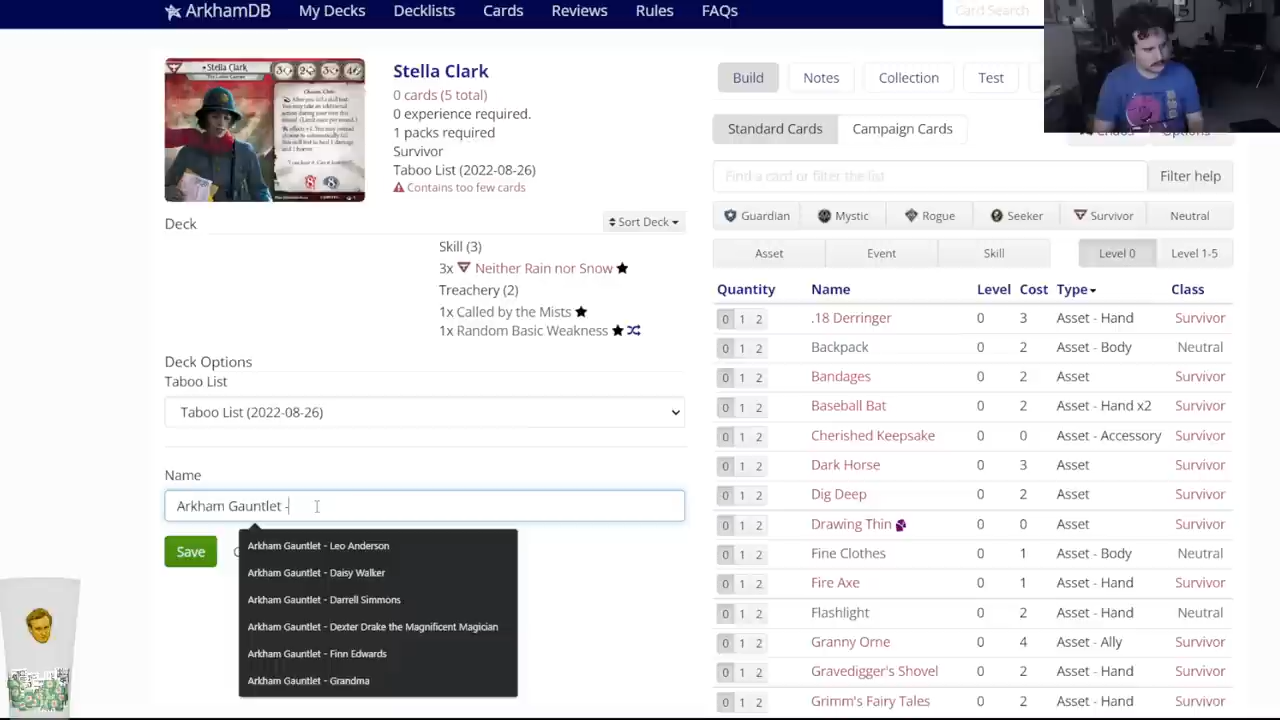 ArkhamDB
My Decks
Decklists
Cards
Reviews
Rules
FAQs
Card Search
Stella Clark
Stella Clark
0 cards (5 total)
0 experience required.
1 packs required
Survivor
Taboo List (2022-08-26)
Contains too few cards
Build
Notes
Collection
Test
Standard Cards
Campaign Cards
Find a card or filter the list
Filter help
Guardian
Mystic
Rogue
Seeker
Survivor
Neutral
Asset
Event
Skill
Level 0
Level 1-5
Deck
Sort Deck
Skill (3)
3x Neither Rain nor Snow
Treachery (2)
1x Called by the Mists
1x Random Basic Weakness
Deck Options
Taboo List
Taboo List (2022-08-26)
Name
Arkham Gauntlet -
Arkham Gauntlet - Leo Anderson
Arkham Gauntlet - Daisy Walker
Arkham Gauntlet - Darrell Simmons
Arkham Gauntlet - Dexter Drake the Magnificent Magician
Arkham Gauntlet - Finn Edwards
Arkham Gauntlet - Grandma
Save
Quantity Name Level Cost Type Class
0 1 2 .18 Derringer 0 3 Asset - Hand Survivor
0 1 2 Backpack 0 2 Asset - Body Neutral
0 1 2 Bandages 0 2 Asset Survivor
0 1 2 Baseball Bat 0 2 Asset - Hand x2 Survivor
0 1 2 Cherished Keepsake 0 0 Asset - Accessory Survivor
0 1 2 Dark Horse 0 3 Asset Survivor
0 1 2 Dig Deep 0 2 Asset Survivor
0 1 2 Drawing Thin 0 0 Asset Survivor
0 1 2 Fine Clothes 0 1 Asset - Body Neutral
0 1 2 Fire Axe 0 1 Asset - Hand Survivor
0 1 2 Flashlight 0 2 Asset - Hand Neutral
0 1 2 Granny Orne 0 4 Asset - Ally Survivor
0 1 2 Gravedigger's Shovel 0 2 Asset - Hand Survivor
0 1 2 Grimm's Fairy Tales 0 2 Asset - Hand Survivor